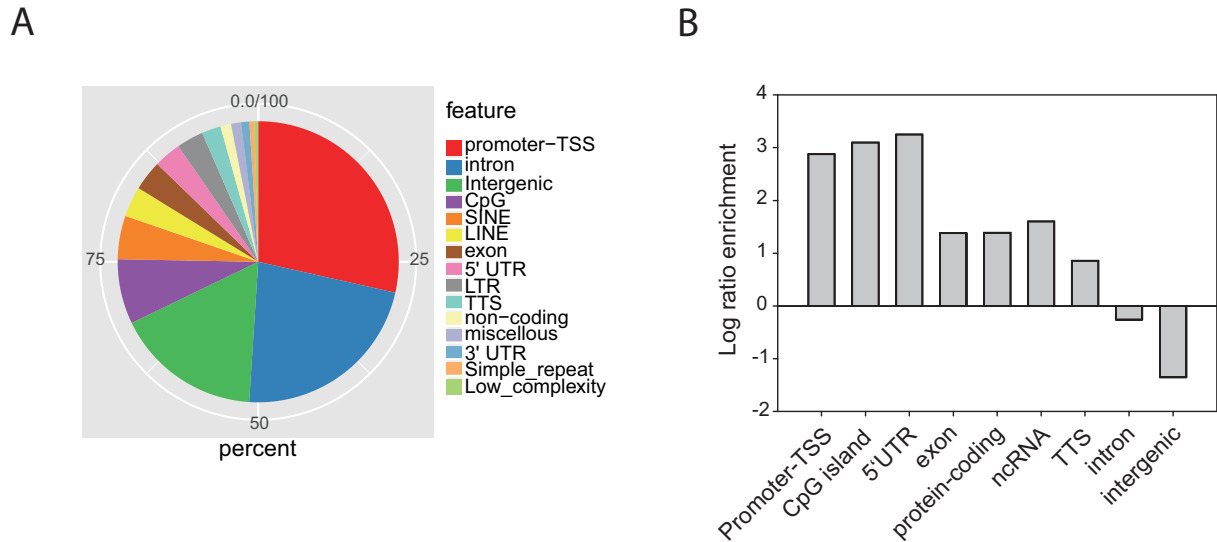 A
0.0/100
25
50
75
percent
feature
promoter-TSS
intron
Intergenic
CpG
SINE
LINE
exon
5' UTR
LTR
TTS
non-coding
miscellous
3' UTR
Simple_repeat
Low_complexity
B
Log ratio enrichment
4
3
2
1
0
-1
-2
Promoter-TSS
CpG island
5'UTR
exon
protein-coding
ncRNA
TTS
intron
intergenic